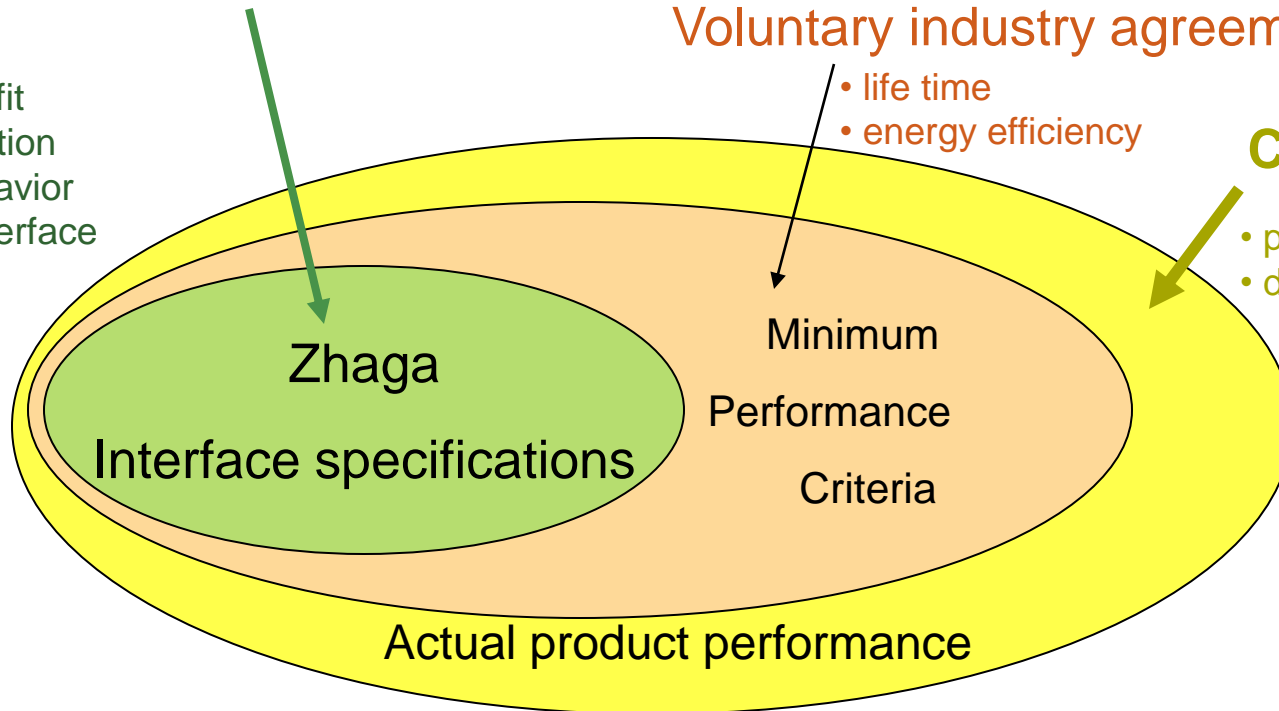 Voluntary industry agreem
• life time
• energy efficiency
fit
tion
avior
erface
C
• p
• d
Zhaga
Interface specifications
Minimum
Performance
Criteria
Actual product performance